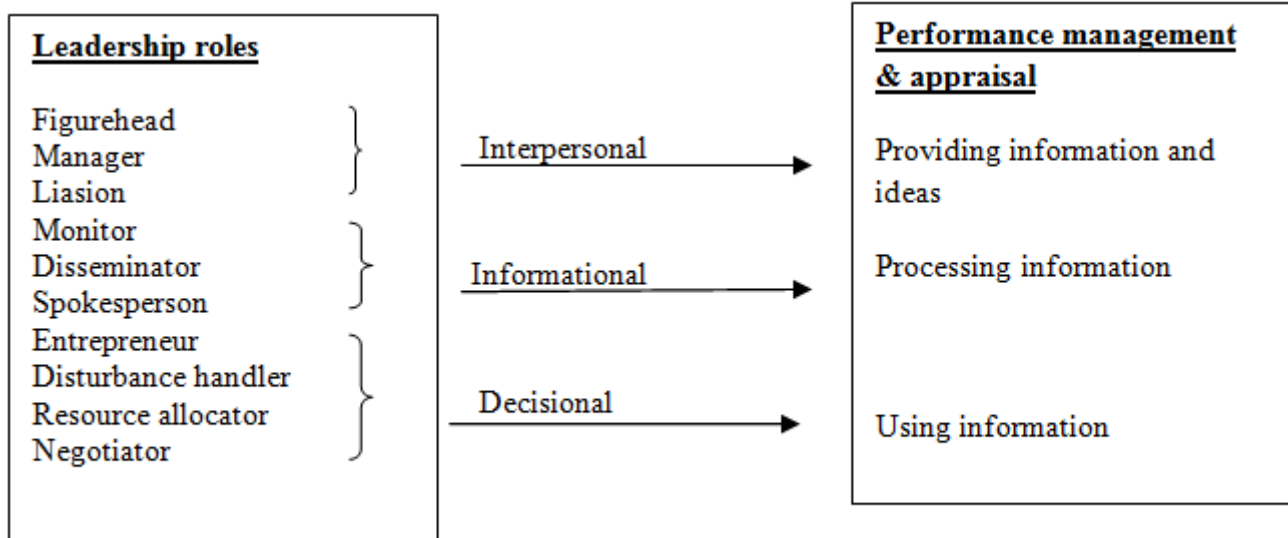 Leadership roles
Figurehead
Manager
Liasion
Monitor
Disseminator
Spokesperson
Entrepreneur
Disturbance handler
Resource allocator
Negotiator
Interpersonal
Informational
Decisional
Performance management
& appraisal
Providing information and
ideas
Processing information
Using information